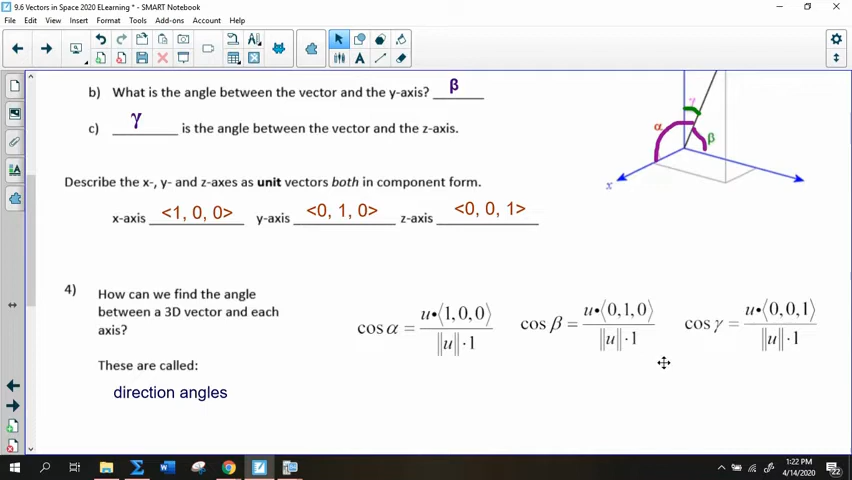 9.6 Vectors in Space 2020 ELearning * - SMART Notebook
File Edit View Insert Format Tools Add-ons Account Help
b) What is the angle between the vector and the y-axis? β
c) γ is the angle between the vector and the z-axis.
γ
α
β
x
Describe the x-, y- and z-axes as unit vectors both in component form.
x-axis <1, 0, 0> y-axis <0, 1, 0> z-axis <0, 0, 1>
4) How can we find the angle
between a 3D vector and each
axis?
cos α = u•⟨1,0,0⟩ / ‖u‖·1 cos β = u•⟨0,1,0⟩ / ‖u‖·1 cos γ = u•⟨0,0,1⟩ / ‖u‖·1
These are called:
direction angles
1:22 PM
4/14/2020
22